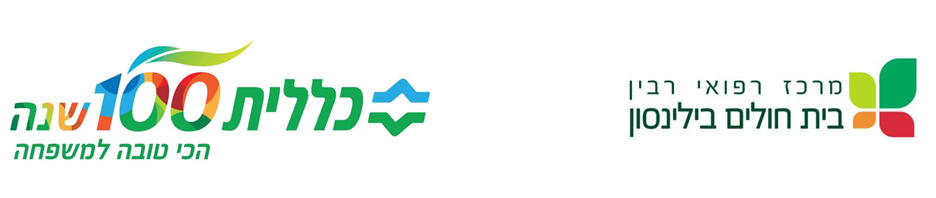 מרכז רפואי רבין
בית חולים בילינסון
כללית 100 שנה
הכי טובה למשפחה